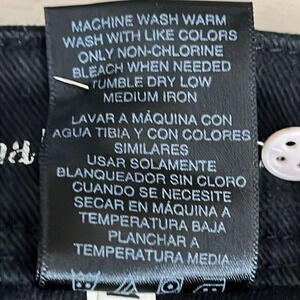 MACHINE WASH WARM
WASH WITH LIKE COLORS
ONLY NON-CHLORINE
BLEACH WHEN NEEDED
TUMBLE DRY LOW
MEDIUM IRON
LAVAR A MÁQUINA CON
AGUA TIBIA Y CON COLORES
SIMILARES
USAR SOLAMENTE
BLANQUEADOR SIN CLORO
CUANDO SE NECESITE
SECAR EN MÁQUINA A
TEMPERATURA BAJA
PLANCHAR A
TEMPERATURA MEDIA